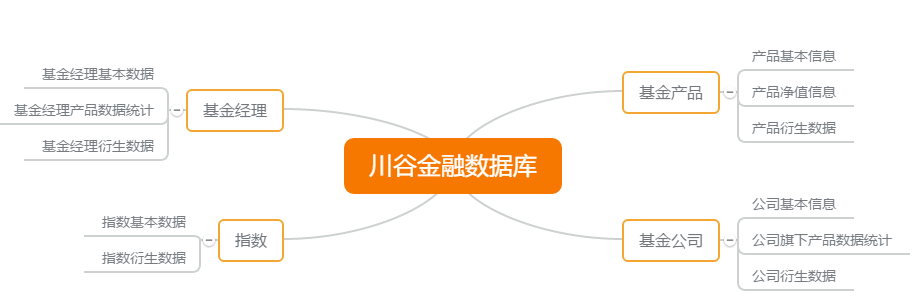 川谷金融数据库
基金经理
基金经理基本数据
基金经理产品数据统计
基金经理衍生数据
指数
指数基本数据
指数衍生数据
基金产品
产品基本信息
产品净值信息
产品衍生数据
基金公司
公司基本信息
公司旗下产品数据统计
公司衍生数据